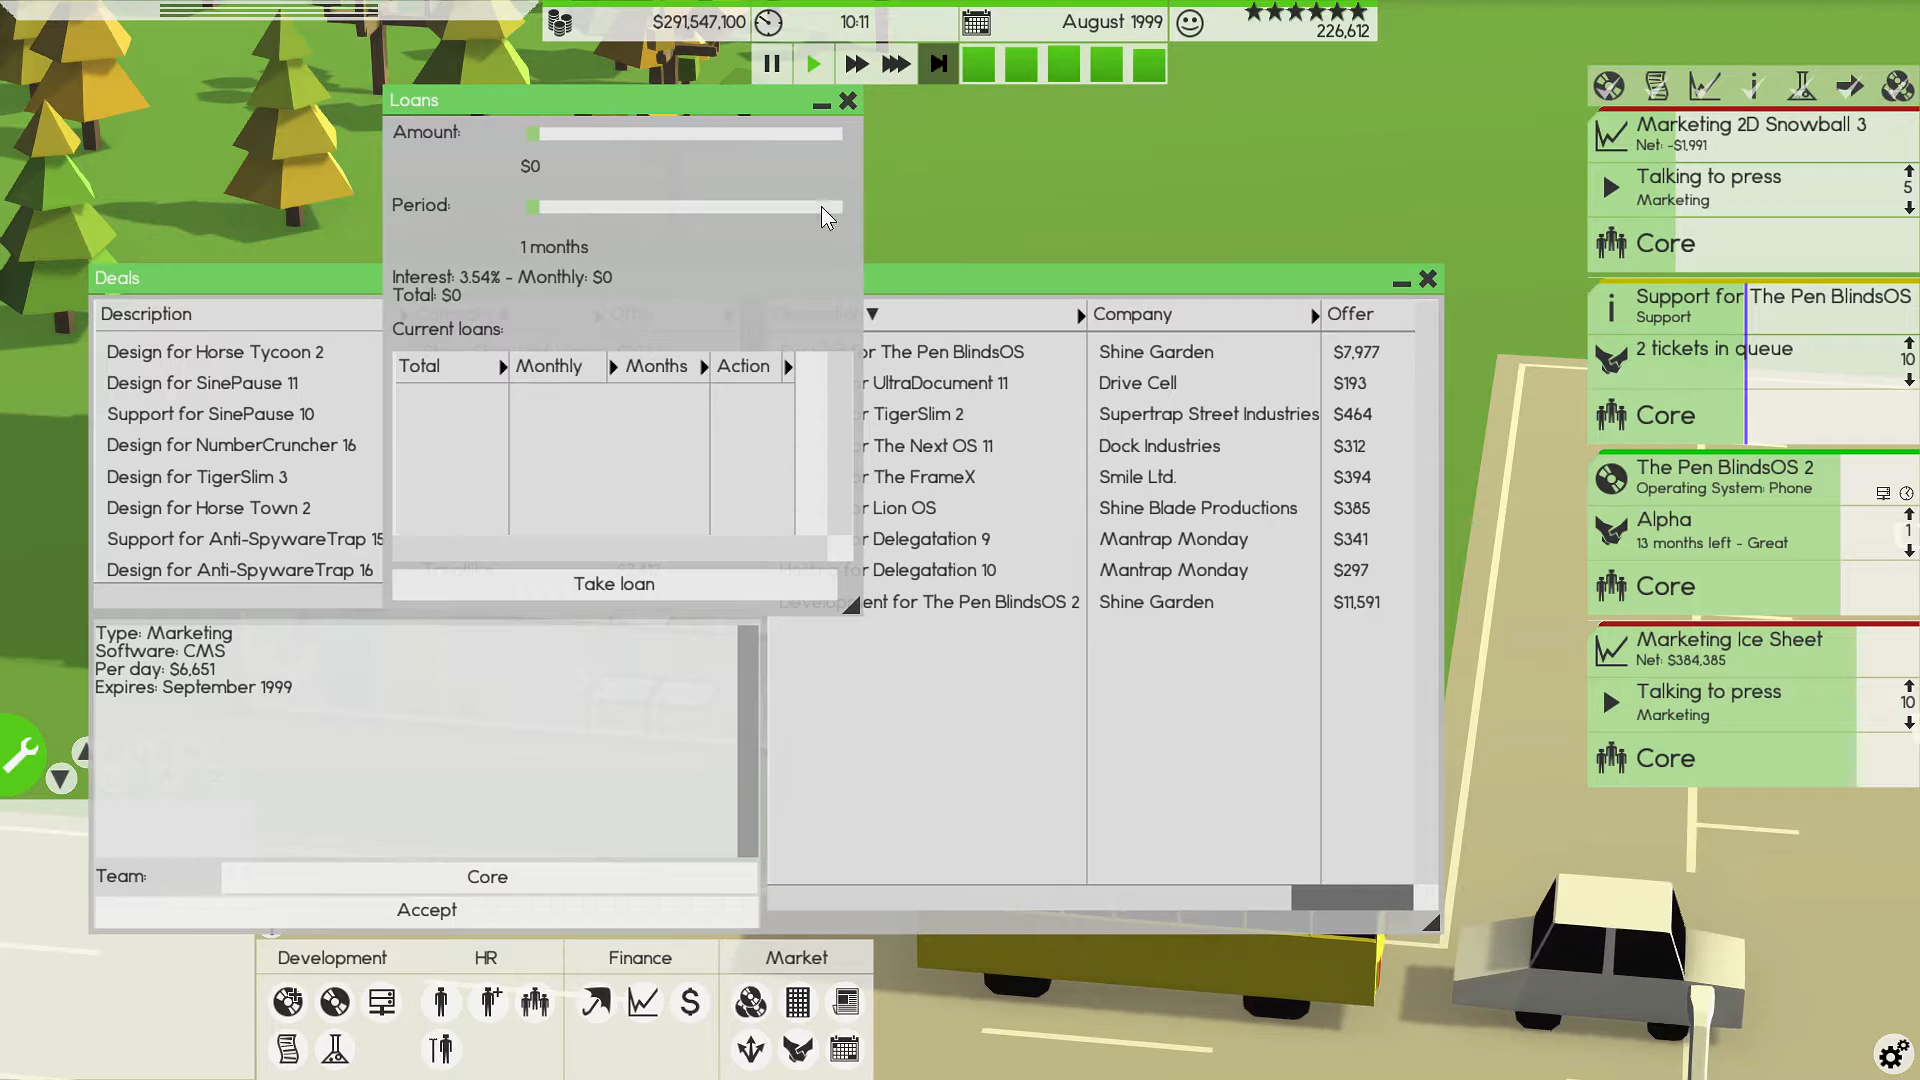 $291,547,100
10:11
August 1999
226,612
Loans
Amount:
$0
Period:
1 months
Interest: 3.54% - Monthly: $0
Total: $0
Current loans:
Total Monthly Months Action
Take loan
Deals
Description
Design for Horse Tycoon 2
Design for SinePause 11
Support for SinePause 10
Design for NumberCruncher 16
Design for TigerSlim 3
Design for Horse Town 2
Support for Anti-SpywareTrap 15
Design for Anti-SpywareTrap 16
Company Offer
The Pen BlindsOS Shine Garden $7,977
UltraDocument 11 Drive Cell $193
TigerSlim 2 Supertrap Street Industries $464
The Next OS 11 Dock Industries $312
The FrameX Smile Ltd. $394
Lion OS Shine Blade Productions $385
Delegatation 9 Mantrap Monday $341
Delegatation 10 Mantrap Monday $297
Development for The Pen BlindsOS 2 Shine Garden $11,591
Type: Marketing
Software: CMS
Per day: $6,651
Expires: September 1999
Team: Core
Accept
Development HR Finance Market
Marketing 2D Snowball 3
Net: -$1,991
Talking to press
Marketing
5
Core
Support for The Pen BlindsOS
Support
2 tickets in queue
10
Core
The Pen BlindsOS 2
Operating System: Phone
Alpha
13 months left - Great
1
Core
Marketing Ice Sheet
Net: $384,385
Talking to press
Marketing
10
Core